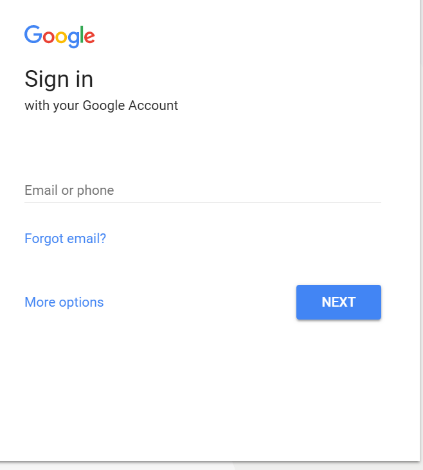 Google
Sign in
with your Google Account
Email or phone
Forgot email?
More options
NEXT